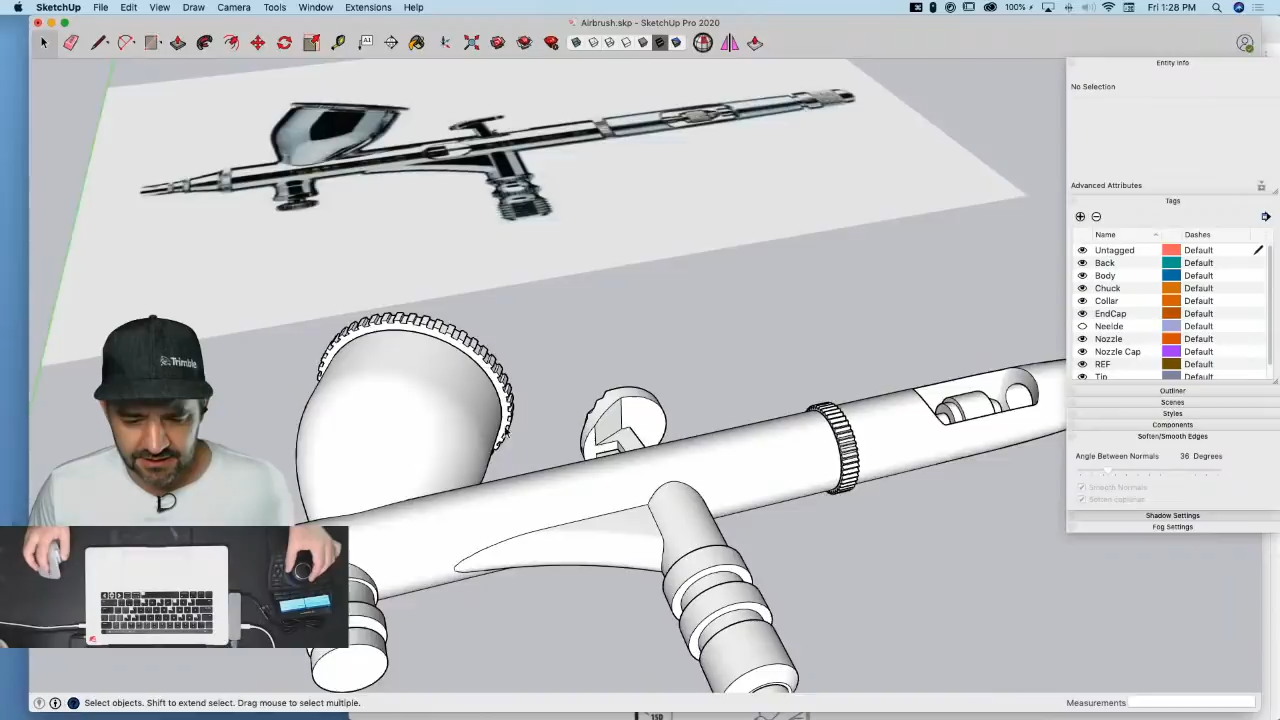 SketchUp File Edit View Draw Camera Tools Window Extensions Help 100% Fri 1:28 PM
Airbrush.skp - SketchUp Pro 2020
Entity Info
No Selection
Advanced Attributes
Tags
Name Dashes
Untagged Default
Back Default
Body Default
Chuck Default
Collar Default
EndCap Default
Neelde Default
Nozzle Default
Nozzle Cap Default
REF Default
Tip Default
Outliner
Scenes
Styles
Components
Soften/Smooth Edges
Angle Between Normals 36 Degrees
Smooth Normals
Soften coplanar
Shadow Settings
Fog Settings
Trimble
Select objects. Shift to extend select. Drag mouse to select multiple.
Measurements